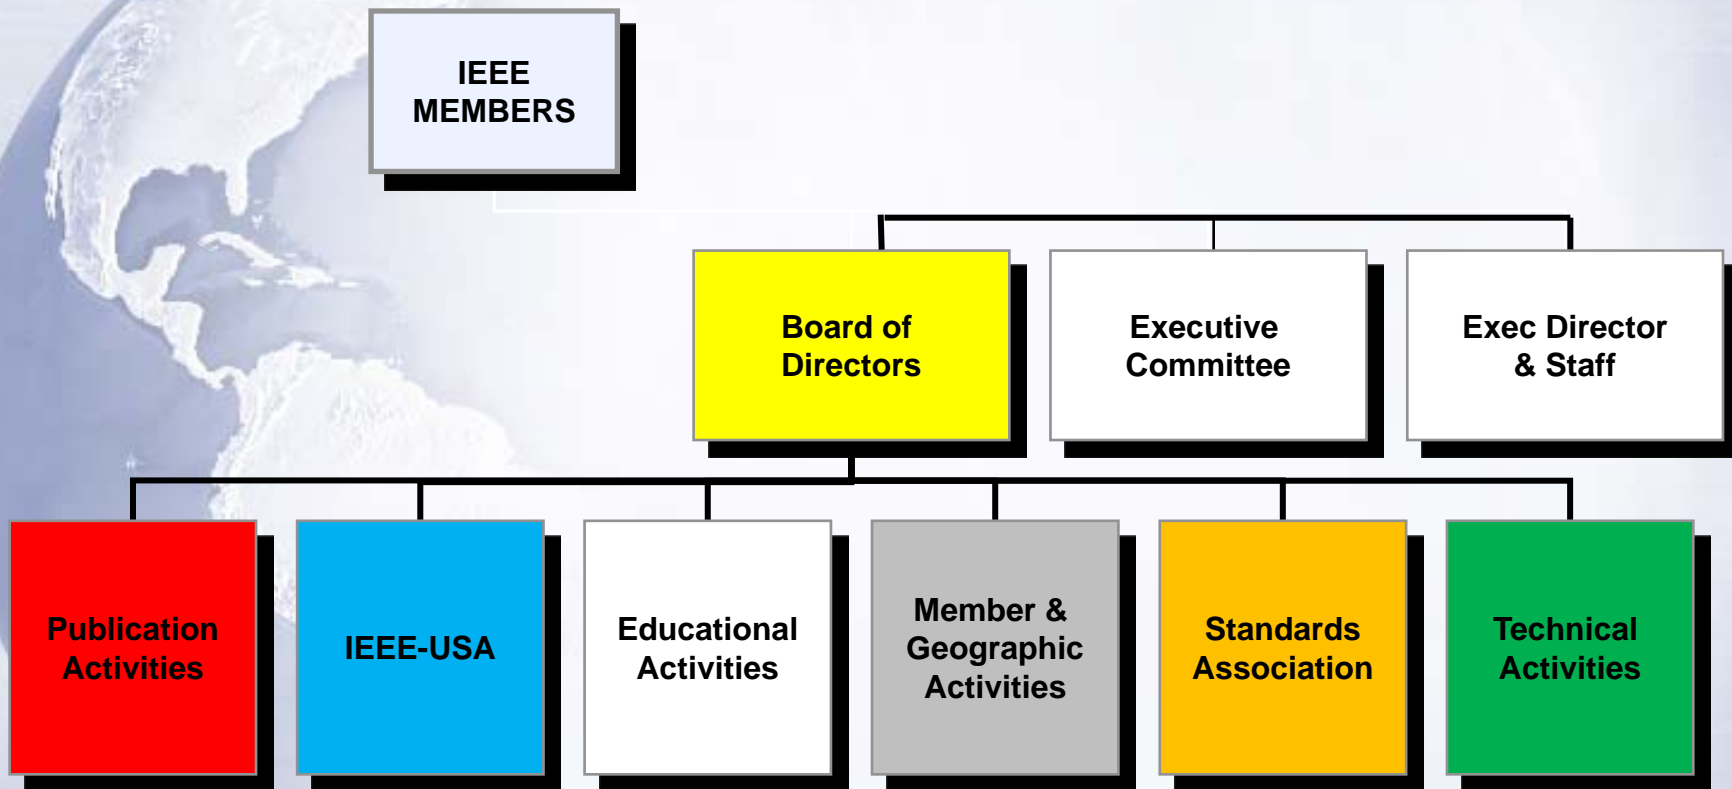 IEEE
MEMBERS
Board of
Directors
Executive
Committee
Exec Director
& Staff
Publication
Activities
IEEE-USA
Educational
Activities
Member &
Geographic
Activities
Standards
Association
Technical
Activities